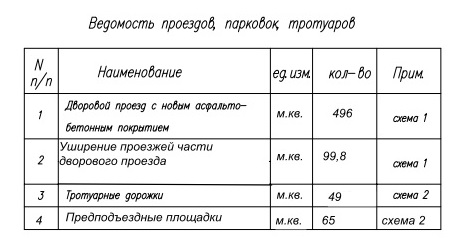 Ведомость проездов, парковок, тротуаров
N п/п Наименование ед.изм. кол-во Прим.
1 Дворовой проезд с новым асфальто-
бетонным покрытием м.кв. 496 схема 1
2 Уширение проезжей части
дворового проезда м.кв. 99,8 схема 1
3 Тротуарные дорожки м.кв. 49 схема 2
4 Предподъездные площадки м.кв. 65 схема 2